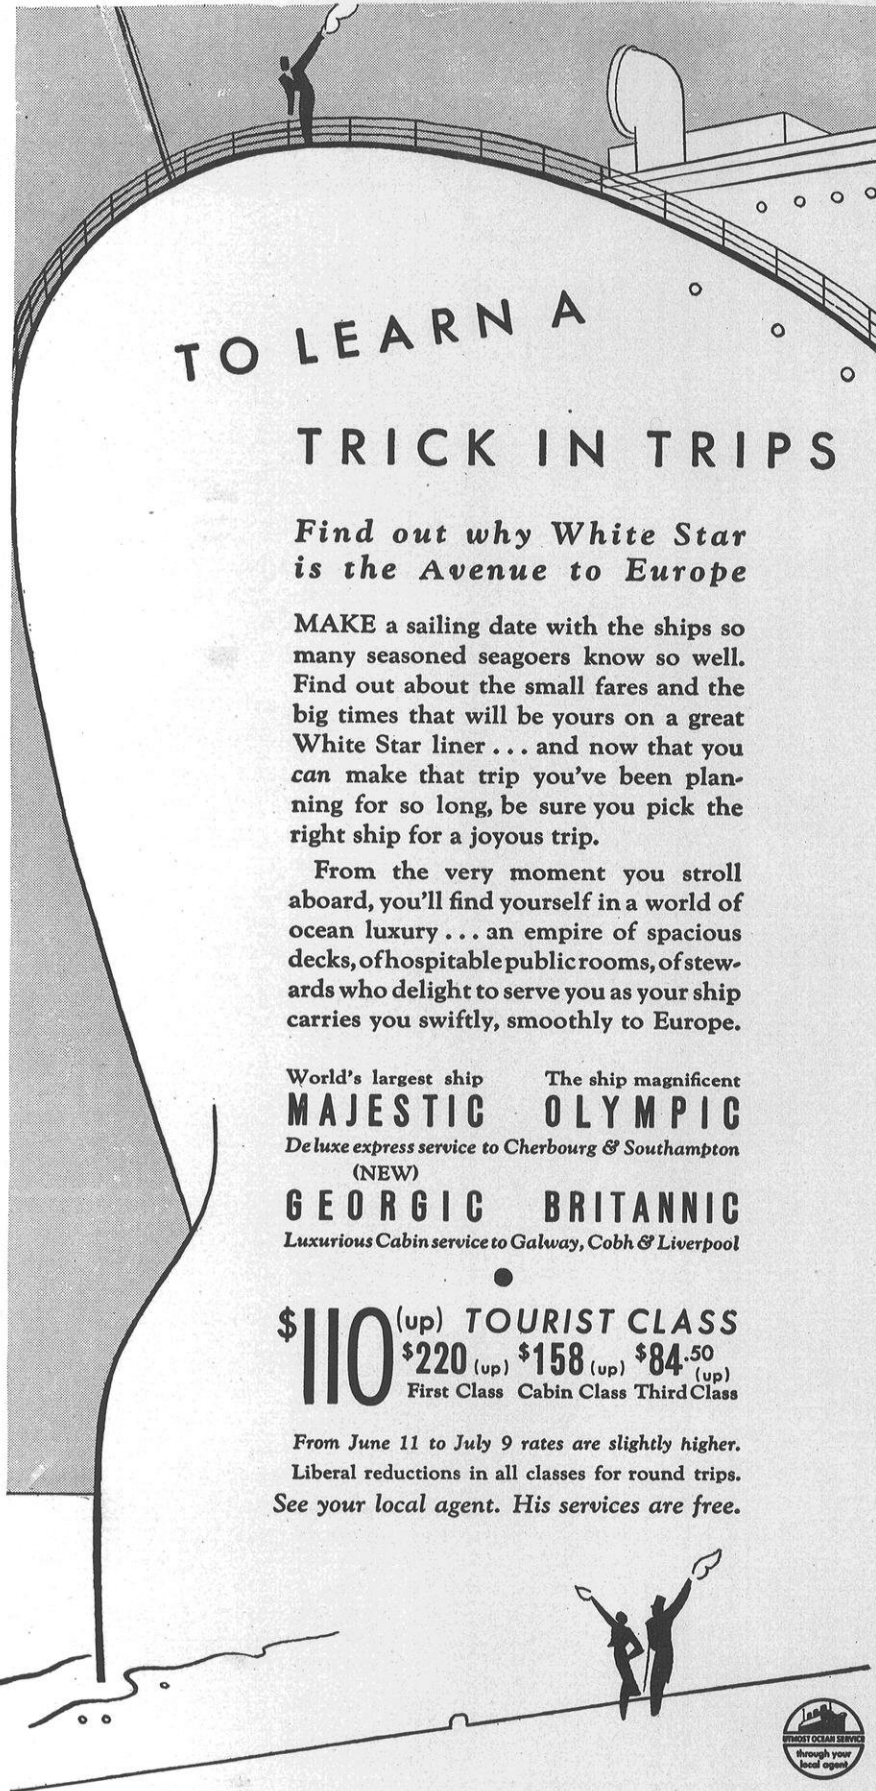 TO LEARN A
TRICK IN TRIPS
Find out why White Star
is the Avenue to Europe
MAKE a sailing date with the ships so
many seasoned seagoers know so well.
Find out about the small fares and the
big times that will be yours on a great
White Star liner . . . and now that you
can make that trip you've been plan-
ning for so long, be sure you pick the
right ship for a joyous trip.
From the very moment you stroll
aboard, you'll find yourself in a world of
ocean luxury . . . an empire of spacious
decks, of hospitable public rooms, of stew-
ards who delight to serve you as your ship
carries you swiftly, smoothly to Europe.
World's largest ship The ship magnificent
MAJESTIC OLYMPIC
De luxe express service to Cherbourg & Southampton
(NEW)
GEORGIC BRITANNIC
Luxurious Cabin service to Galway, Cobh & Liverpool
$110 (up) TOURIST CLASS
$220 (up) $158 (up) $84.50 (up)
First Class Cabin Class Third Class
From June 11 to July 9 rates are slightly higher.
Liberal reductions in all classes for round trips.
See your local agent. His services are free.
UTMOST OCEAN SERVICE
through your
local agent